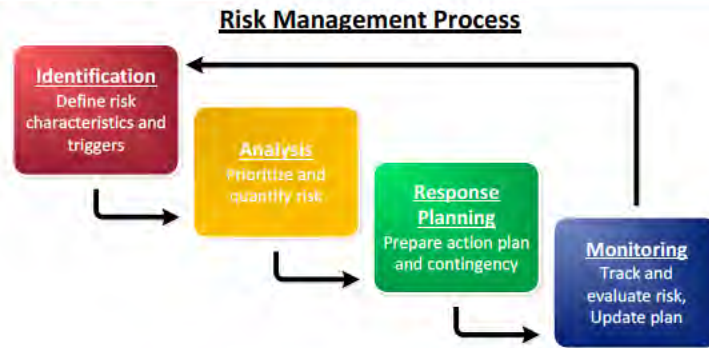 Risk Management Process
Identification
Define risk
characteristics and
triggers
Analysis
Prioritize and
quantify risk
Response
Planning
Prepare action plan
and contingency
Monitoring
Track and
evaluate risk,
Update plan